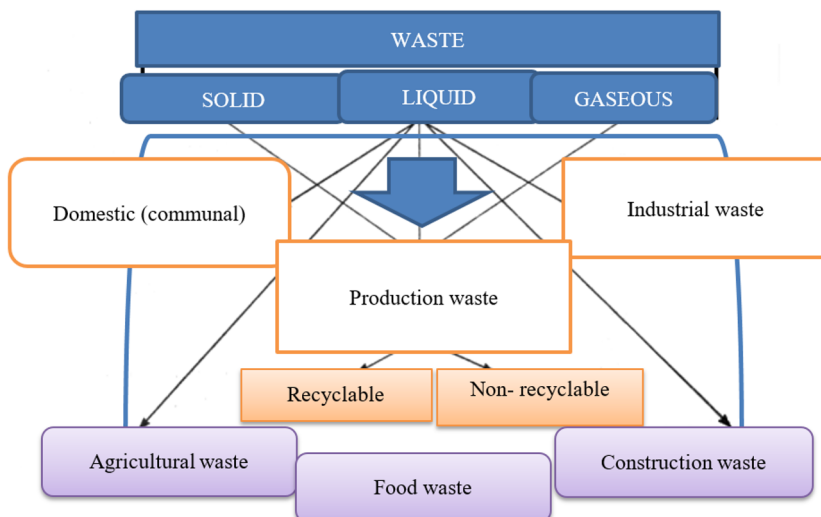 WASTE
SOLID
LIQUID
GASEOUS
Domestic (communal)
Industrial waste
Production waste
Recyclable
Non- recyclable
Agricultural waste
Food waste
Construction waste